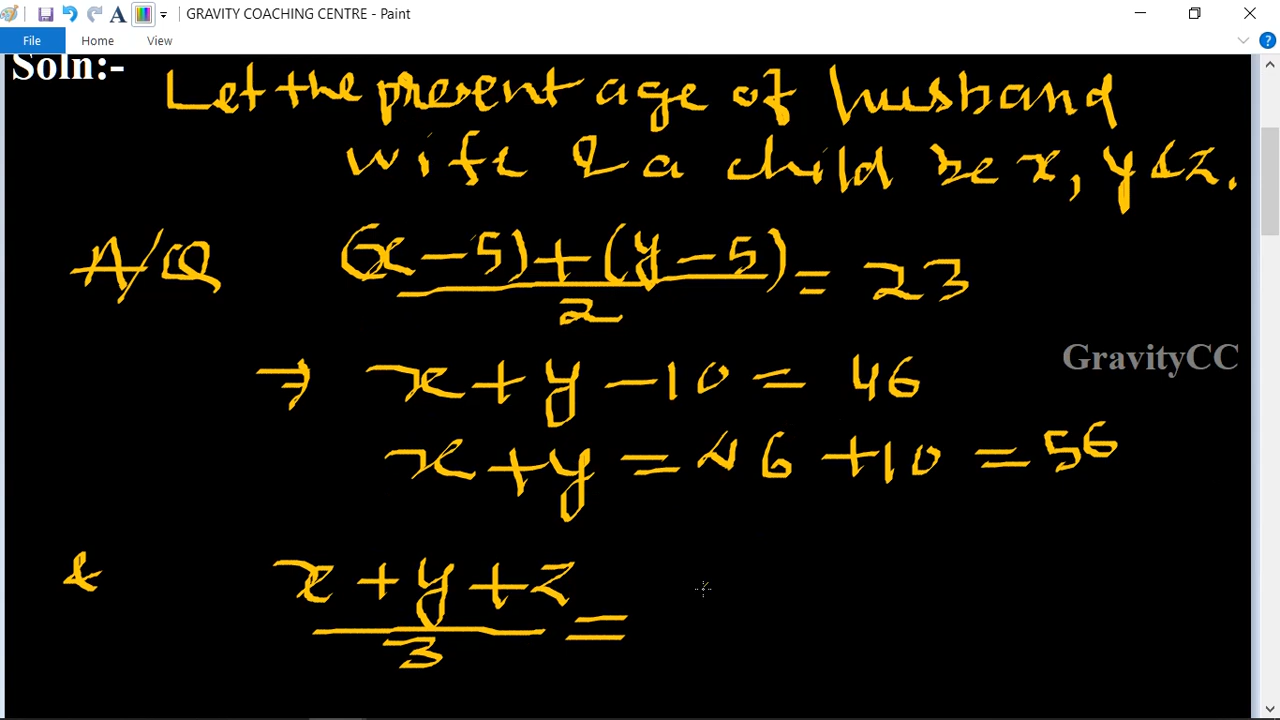 GRAVITY COACHING CENTRE - Paint
File Home View
Soln:-
Let the present age of husband
wife & a child be x, y & z.
A/Q (x-5)+(y-5)/2 = 23
⇒ x+y-10 = 46
GravityCC
x+y = 46+10 = 56
& x+y+z/3 =